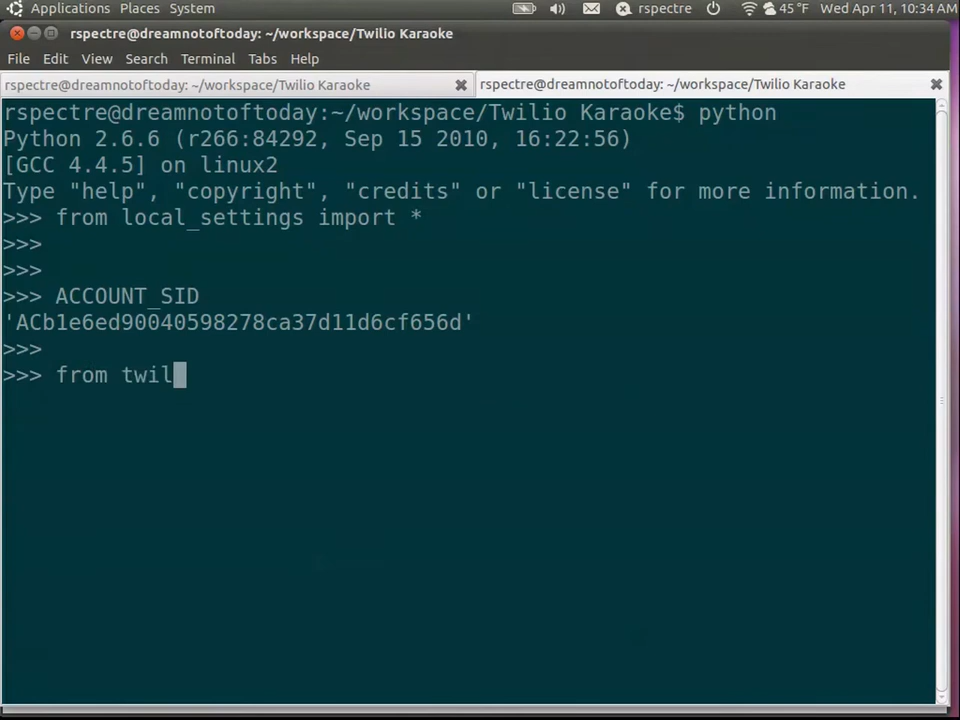 Applications Places System rspectre 45 °F Wed Apr 11, 10:34 AM
rspectre@dreamnotoftoday: ~/workspace/Twilio Karaoke
File Edit View Search Terminal Tabs Help
rspectre@dreamnotoftoday: ~/workspace/Twilio Karaoke rspectre@dreamnotoftoday: ~/workspace/Twilio Karaoke
rspectre@dreamnotoftoday:~/workspace/Twilio Karaoke$ python
Python 2.6.6 (r266:84292, Sep 15 2010, 16:22:56)
[GCC 4.4.5] on linux2
Type "help", "copyright", "credits" or "license" for more information.
>>> from local_settings import *
>>>
>>>
>>> ACCOUNT_SID
'ACb1e6ed90040598278ca37d11d6cf656d'
>>>
>>> from twil